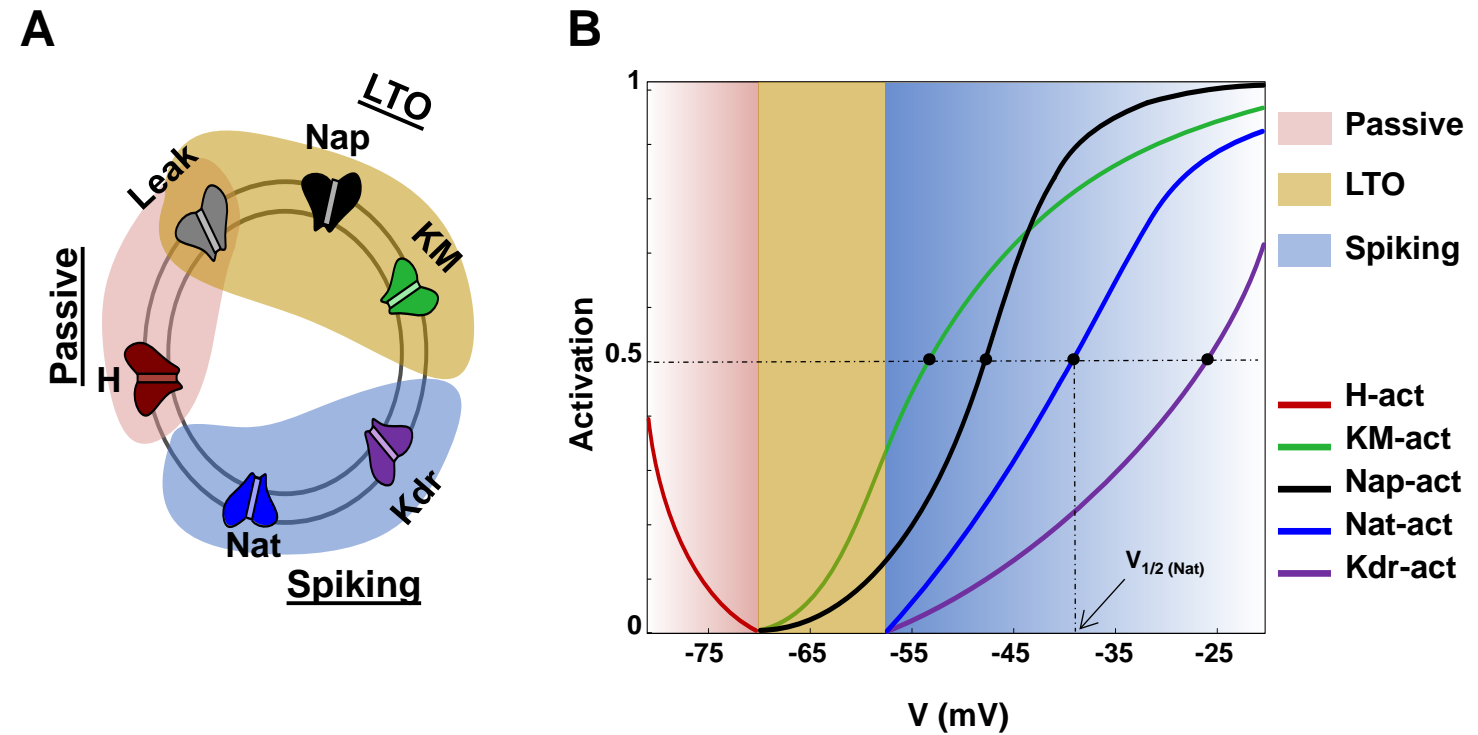 A
LTO
Nap
Leak
KM
Passive
H
Kdr
Nat
Spiking
B
1
0.5
0
Activation
V1/2 (Nat)
-75 -65 -55 -45 -35 -25
V (mV)
Passive
LTO
Spiking
H-act
KM-act
Nap-act
Nat-act
Kdr-act